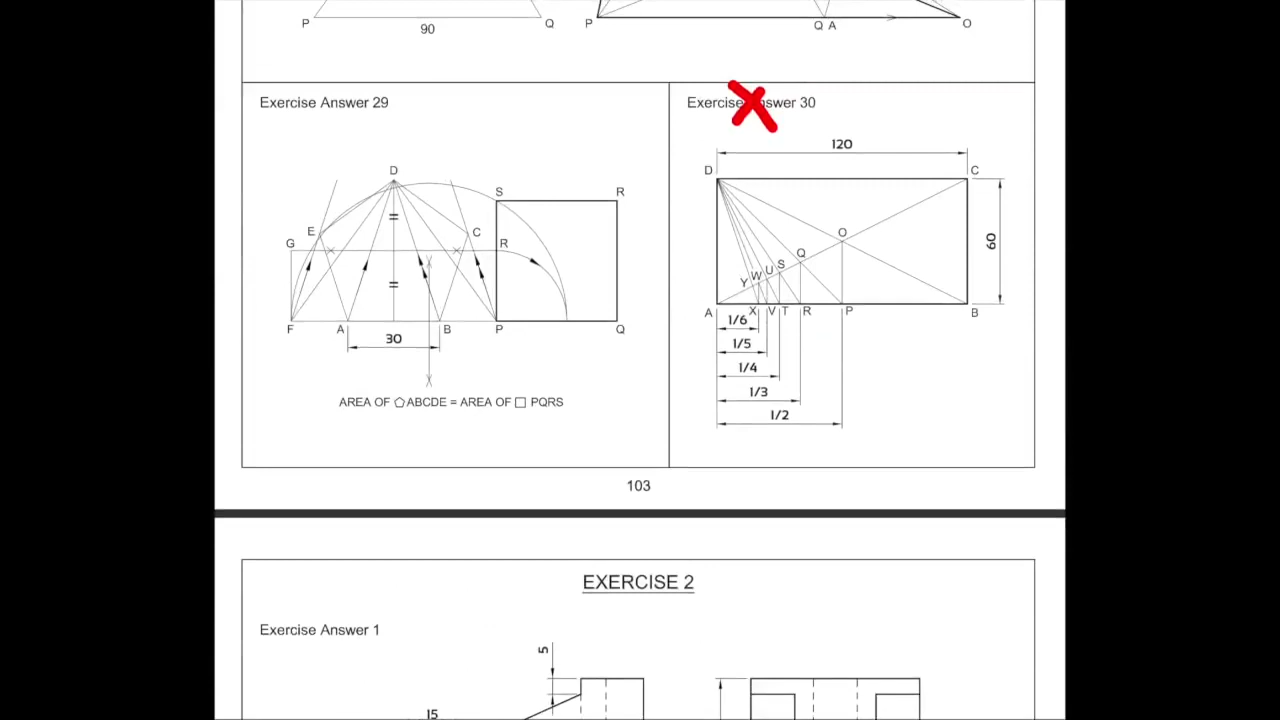 P
90
Q
P
Q A
O
Exercise Answer 29
D
S
R
E
C
G
R
F
A
B
P
Q
30
AREA OF ABCDE = AREA OF PQRS
Exercise Answer 30
120
D
C
O
60
Q
S
U
W
Y
A
X
V
T
R
P
B
1/6
1/5
1/4
1/3
1/2
103
EXERCISE 2
Exercise Answer 1
5
15